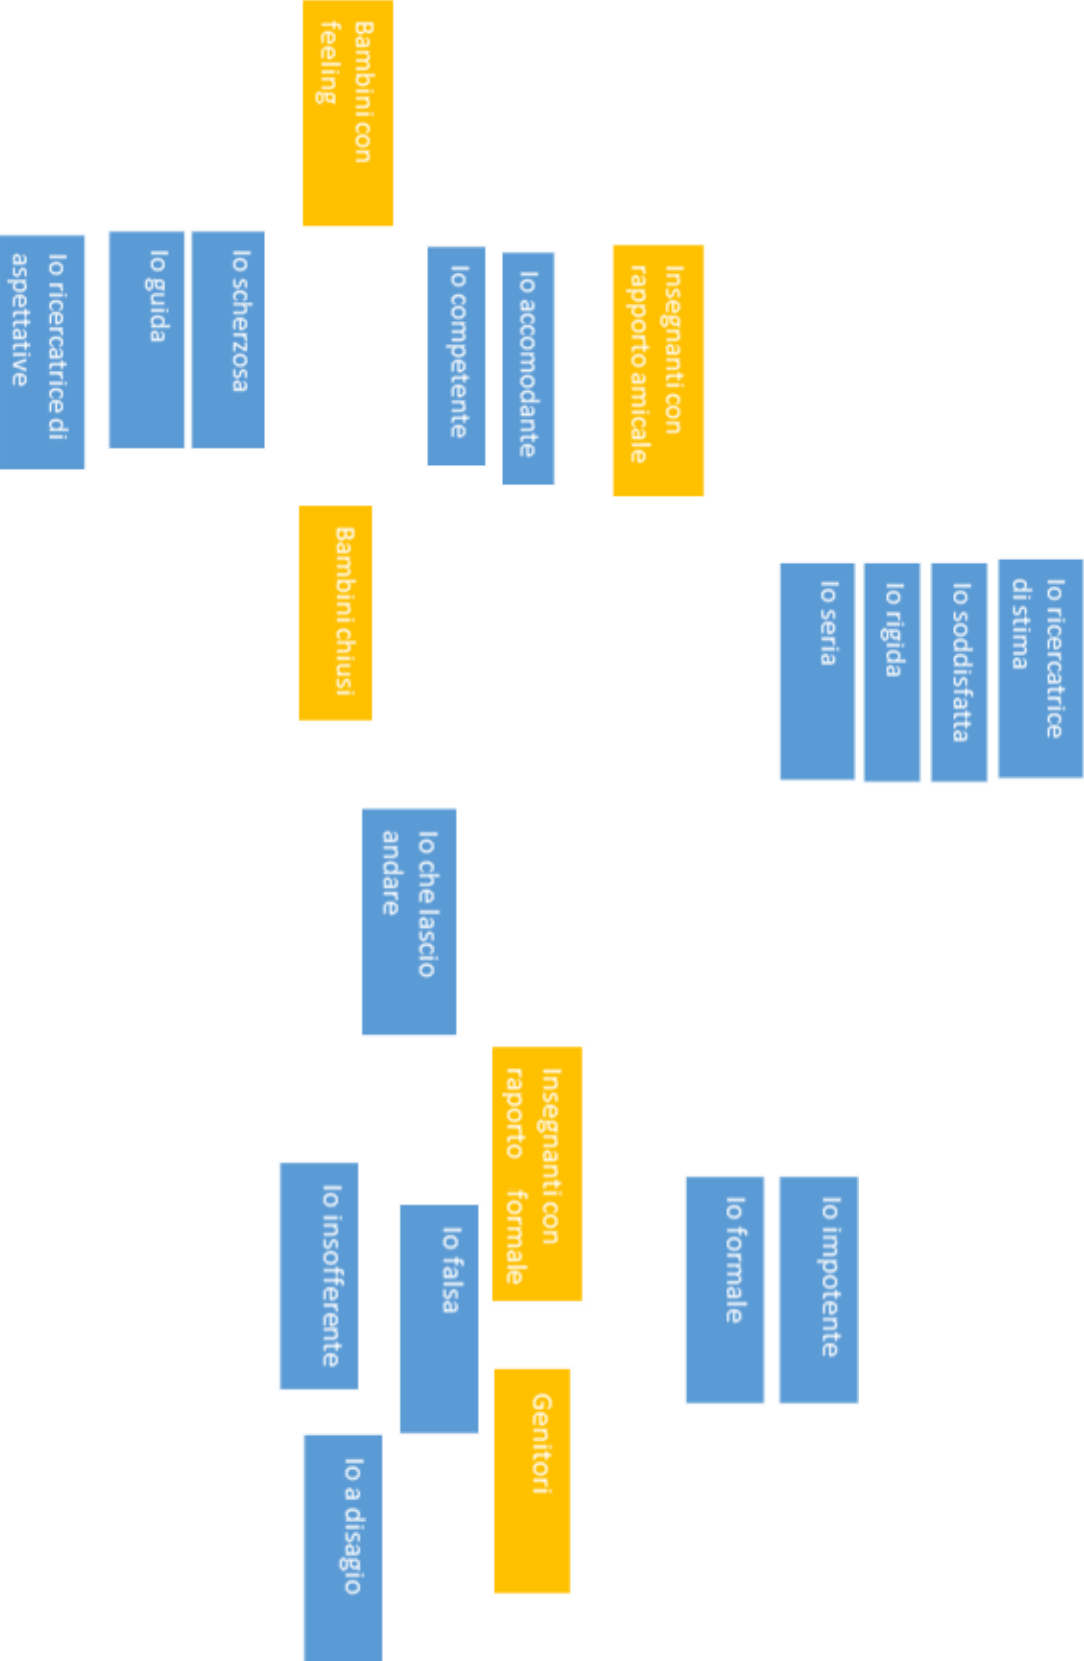 Io ricercatrice
di stima
Io soddisfatta
Io rigida
Io seria
Io impotente
Io formale
Insegnanti con
rapporto amicale
Io accomodante
Io competente
Insegnanti con
raporto formale
Genitori
Io falsa
Io che lascio
andare
Bambini con
feeling
Bambini chiusi
Io insofferente
Io a disagio
Io scherzosa
Io guida
Io ricercatrice di
aspettative